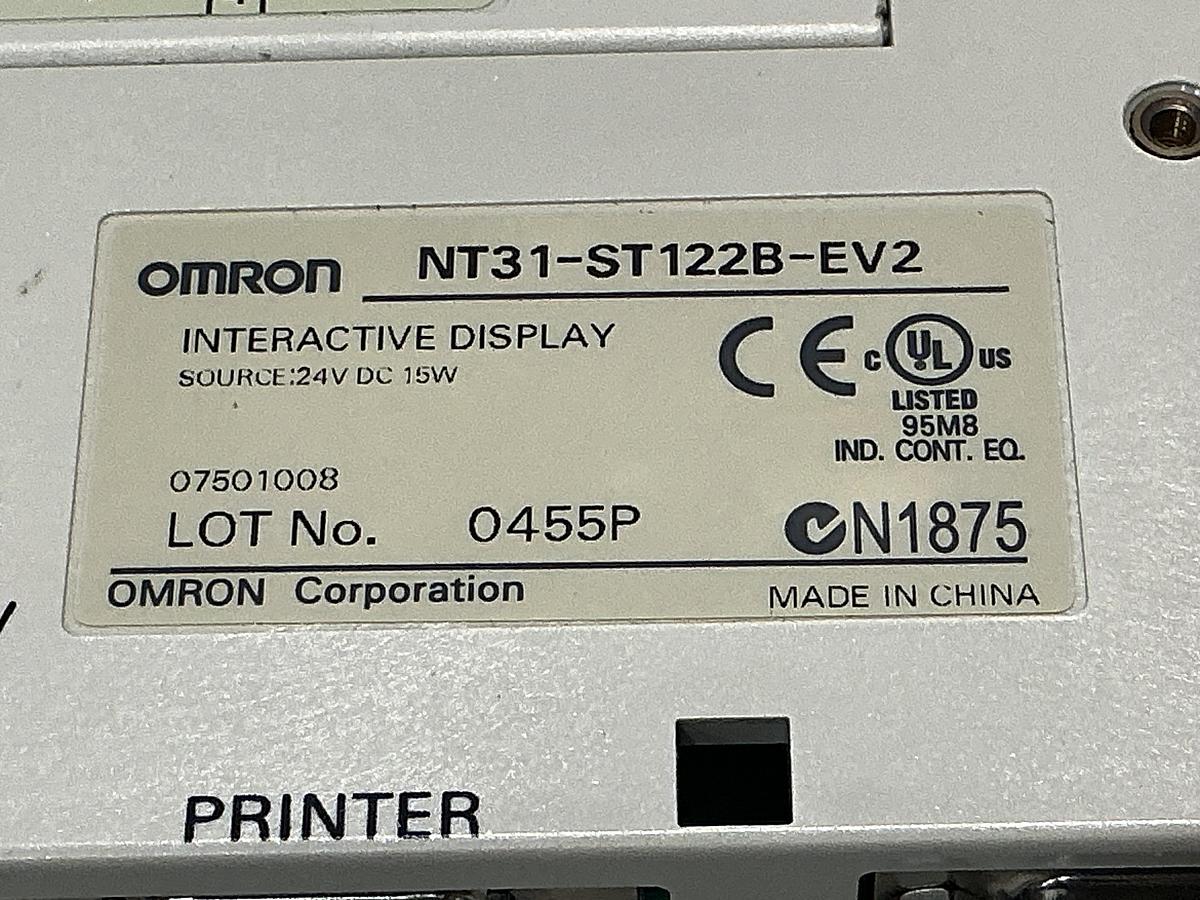 OMRON NT31-ST122B-EV2
INTERACTIVE DISPLAY
SOURCE:24V DC 15W
CE c UL US
LISTED
95M8
IND. CONT. EQ.
07501008
LOT No. 0455P
N1875
OMRON Corporation MADE IN CHINA
PRINTER